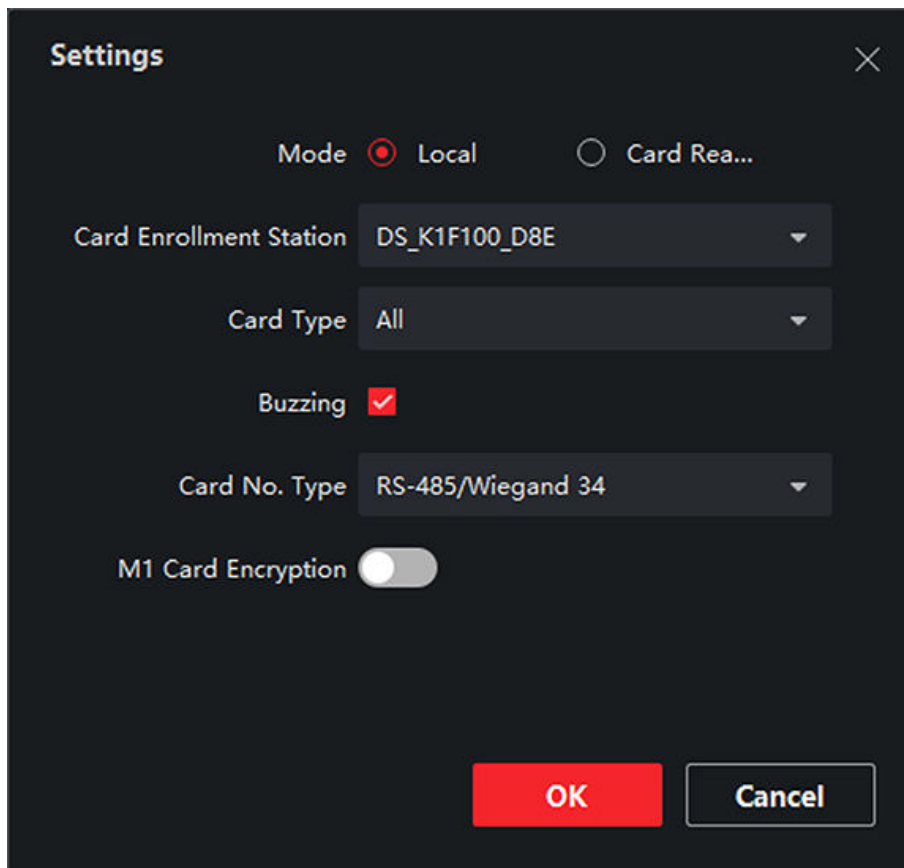 Settings
Mode Local Card Rea...
Card Enrollment Station DS_K1F100_D8E
Card Type All
Buzzing
Card No. Type RS-485/Wiegand 34
M1 Card Encryption
OK Cancel